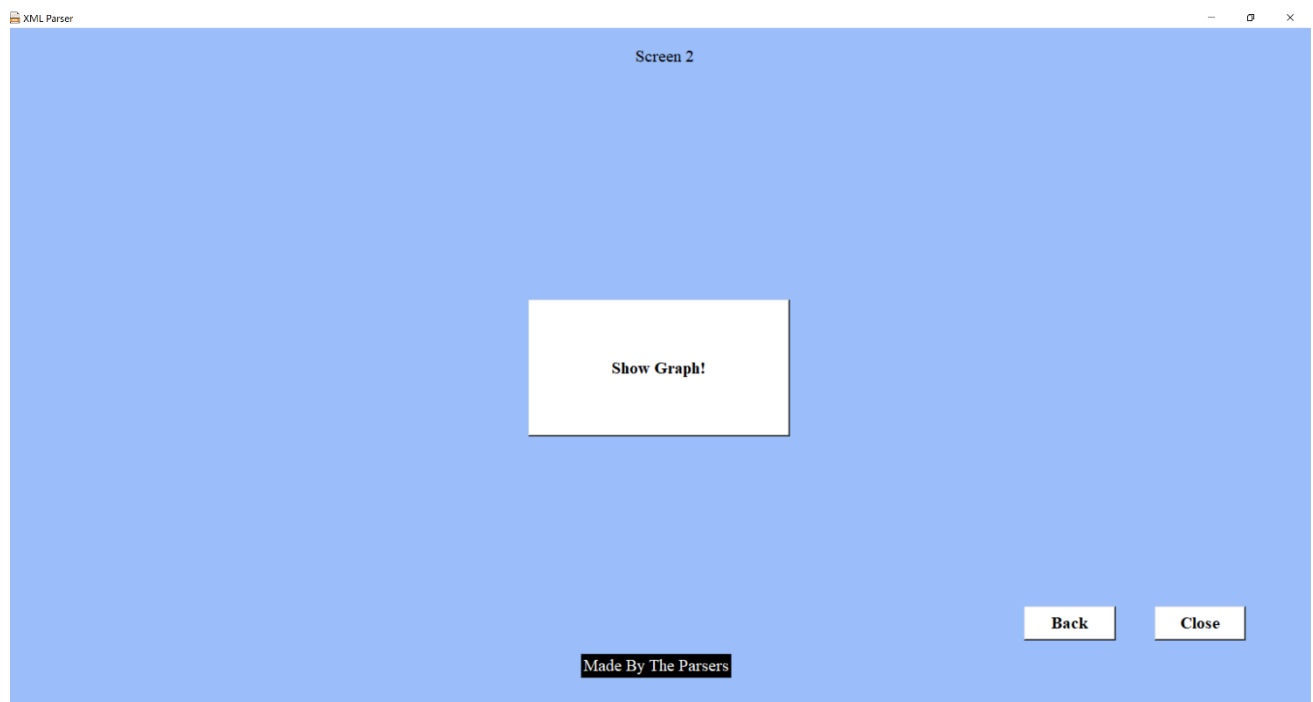 XML Parser
Screen 2
Show Graph!
Back
Close
Made By The Parsers